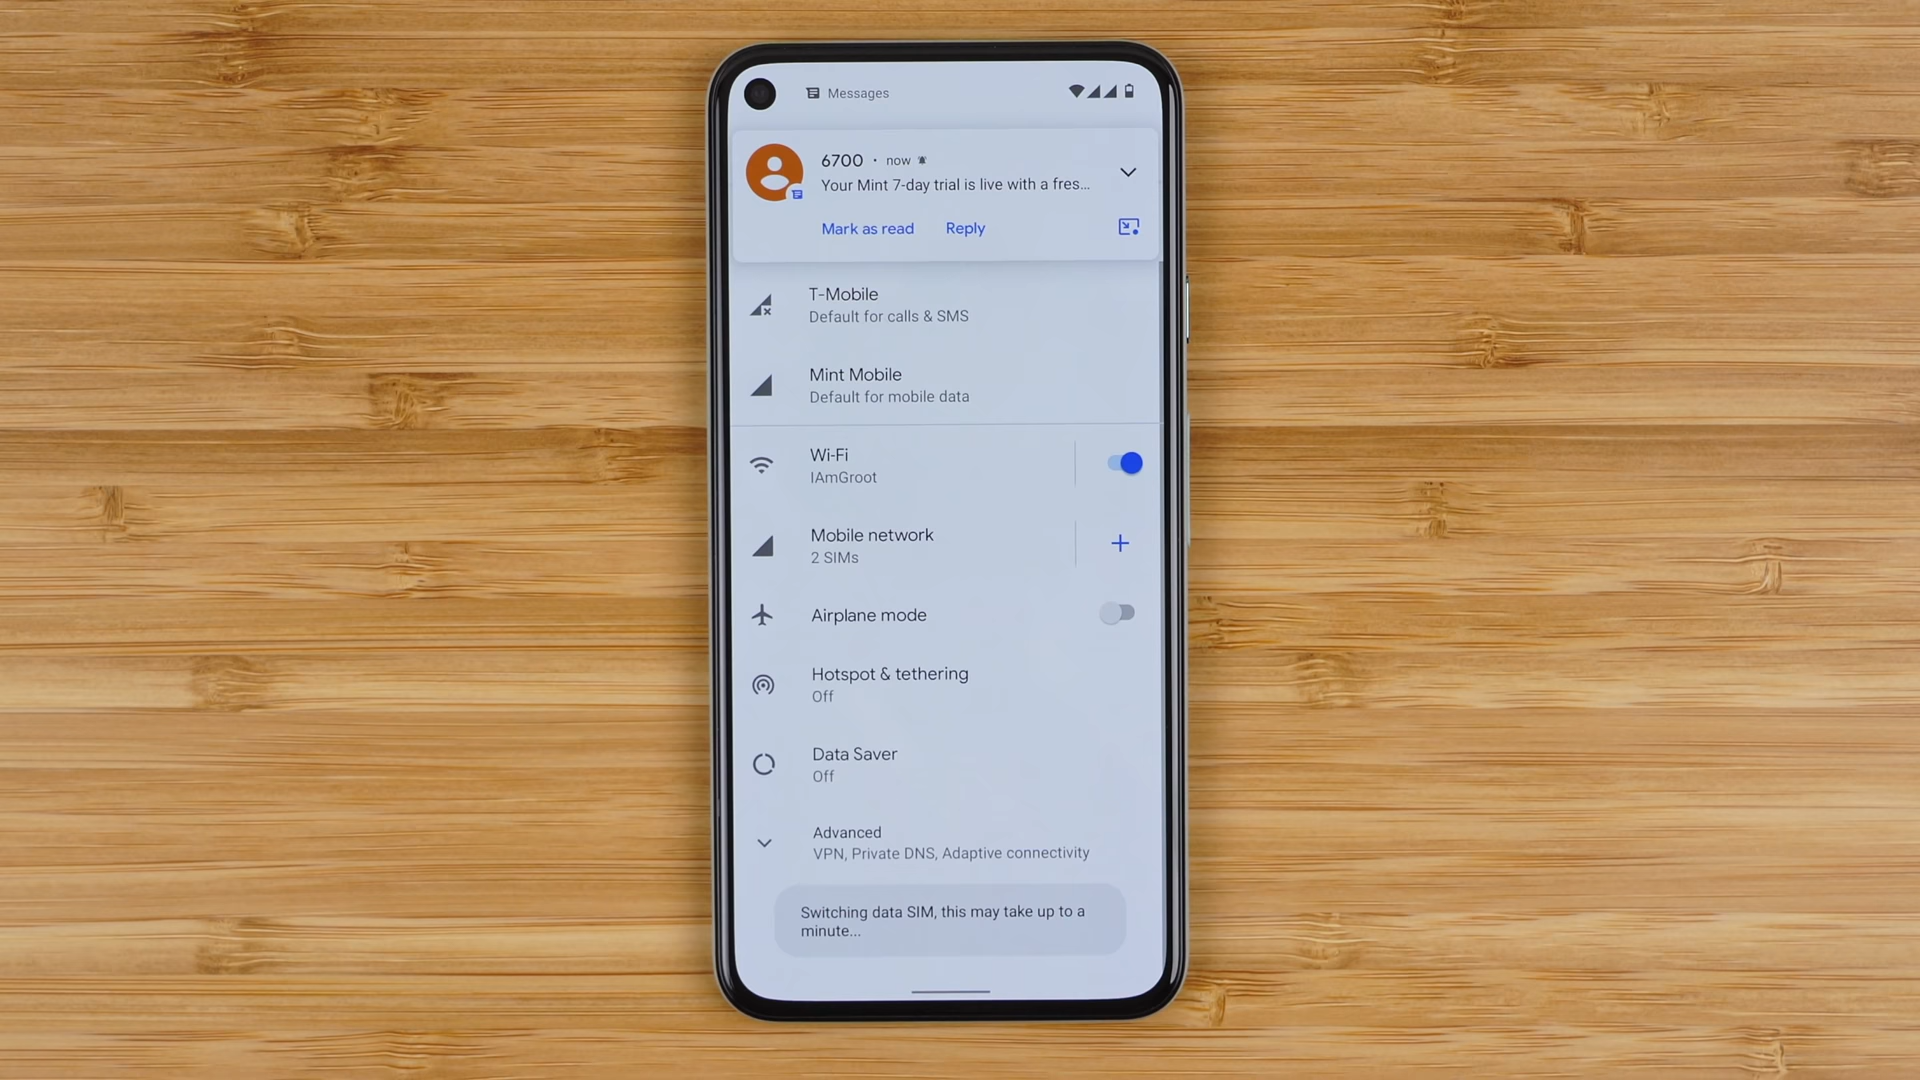 Messages
6700 · now
Your Mint 7-day trial is live with a fres...
Mark as read Reply
T-Mobile
Default for calls & SMS
Mint Mobile
Default for mobile data
Wi-Fi
IAmGroot
Mobile network
2 SIMs
Airplane mode
Hotspot & tethering
Off
Data Saver
Off
Advanced
VPN, Private DNS, Adaptive connectivity
Switching data SIM, this may take up to a
minute...